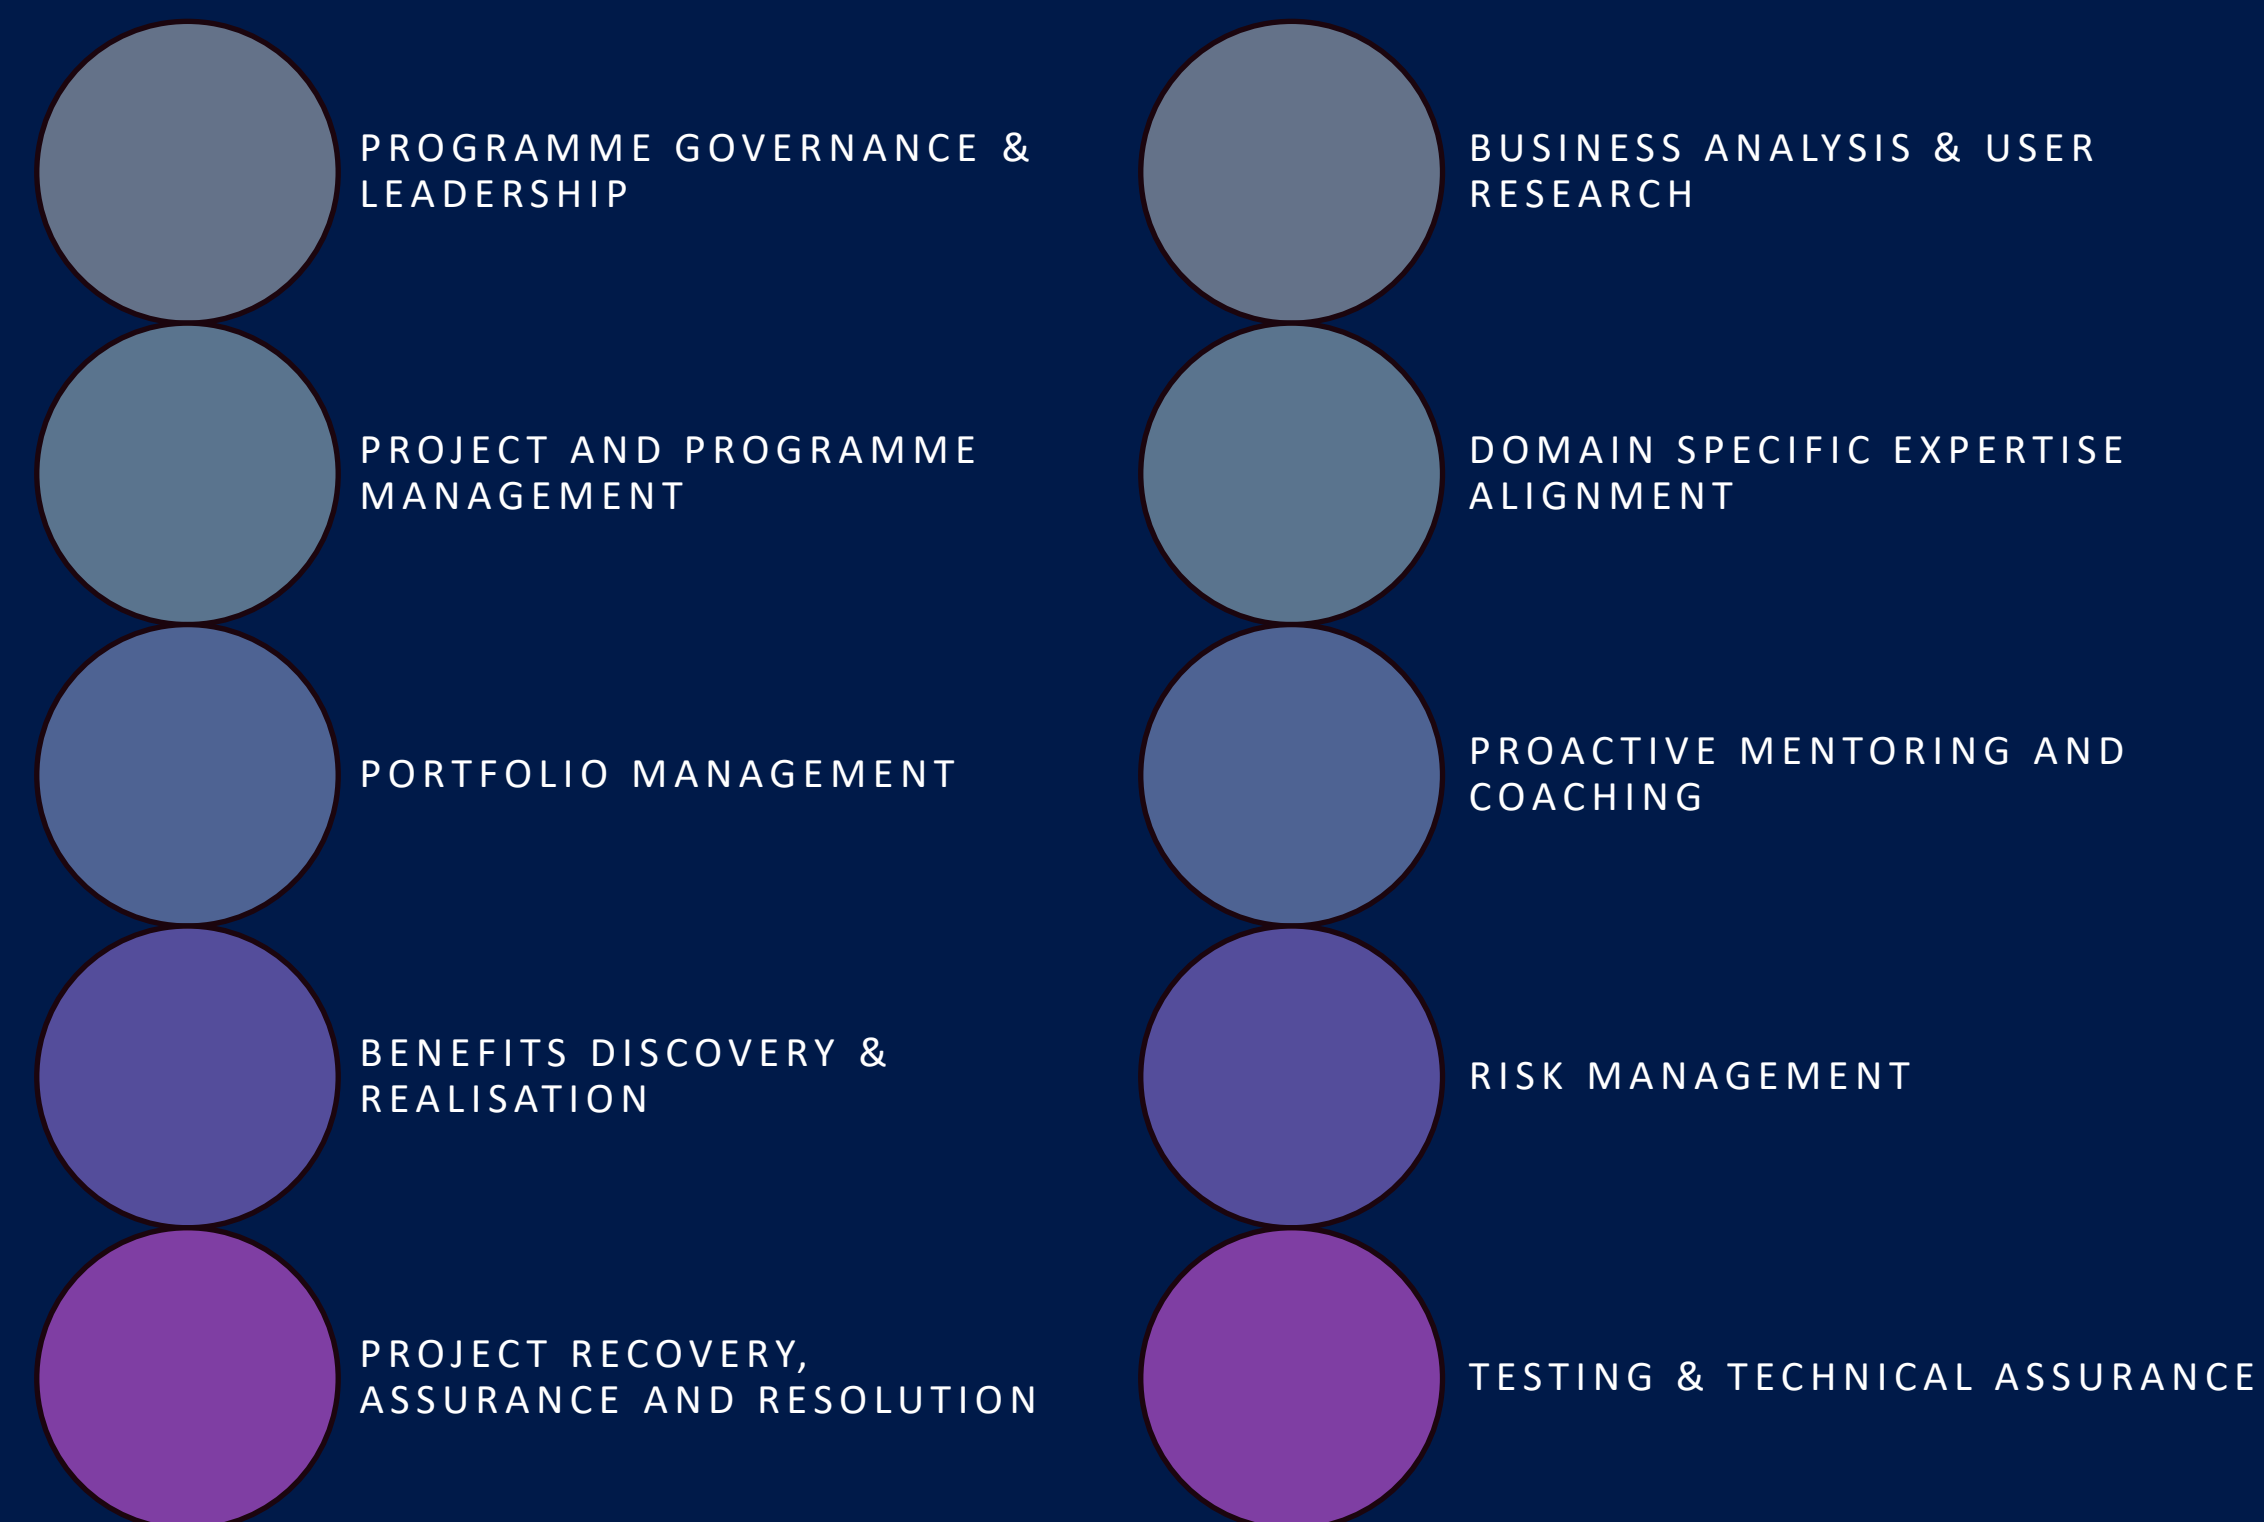 PROGRAMME GOVERNANCE &
LEADERSHIP
PROJECT AND PROGRAMME
MANAGEMENT
PORTFOLIO MANAGEMENT
BENEFITS DISCOVERY &
REALISATION
PROJECT RECOVERY,
ASSURANCE AND RESOLUTION
BUSINESS ANALYSIS & USER
RESEARCH
DOMAIN SPECIFIC EXPERTISE
ALIGNMENT
PROACTIVE MENTORING AND
COACHING
RISK MANAGEMENT
TESTING & TECHNICAL ASSURANCE